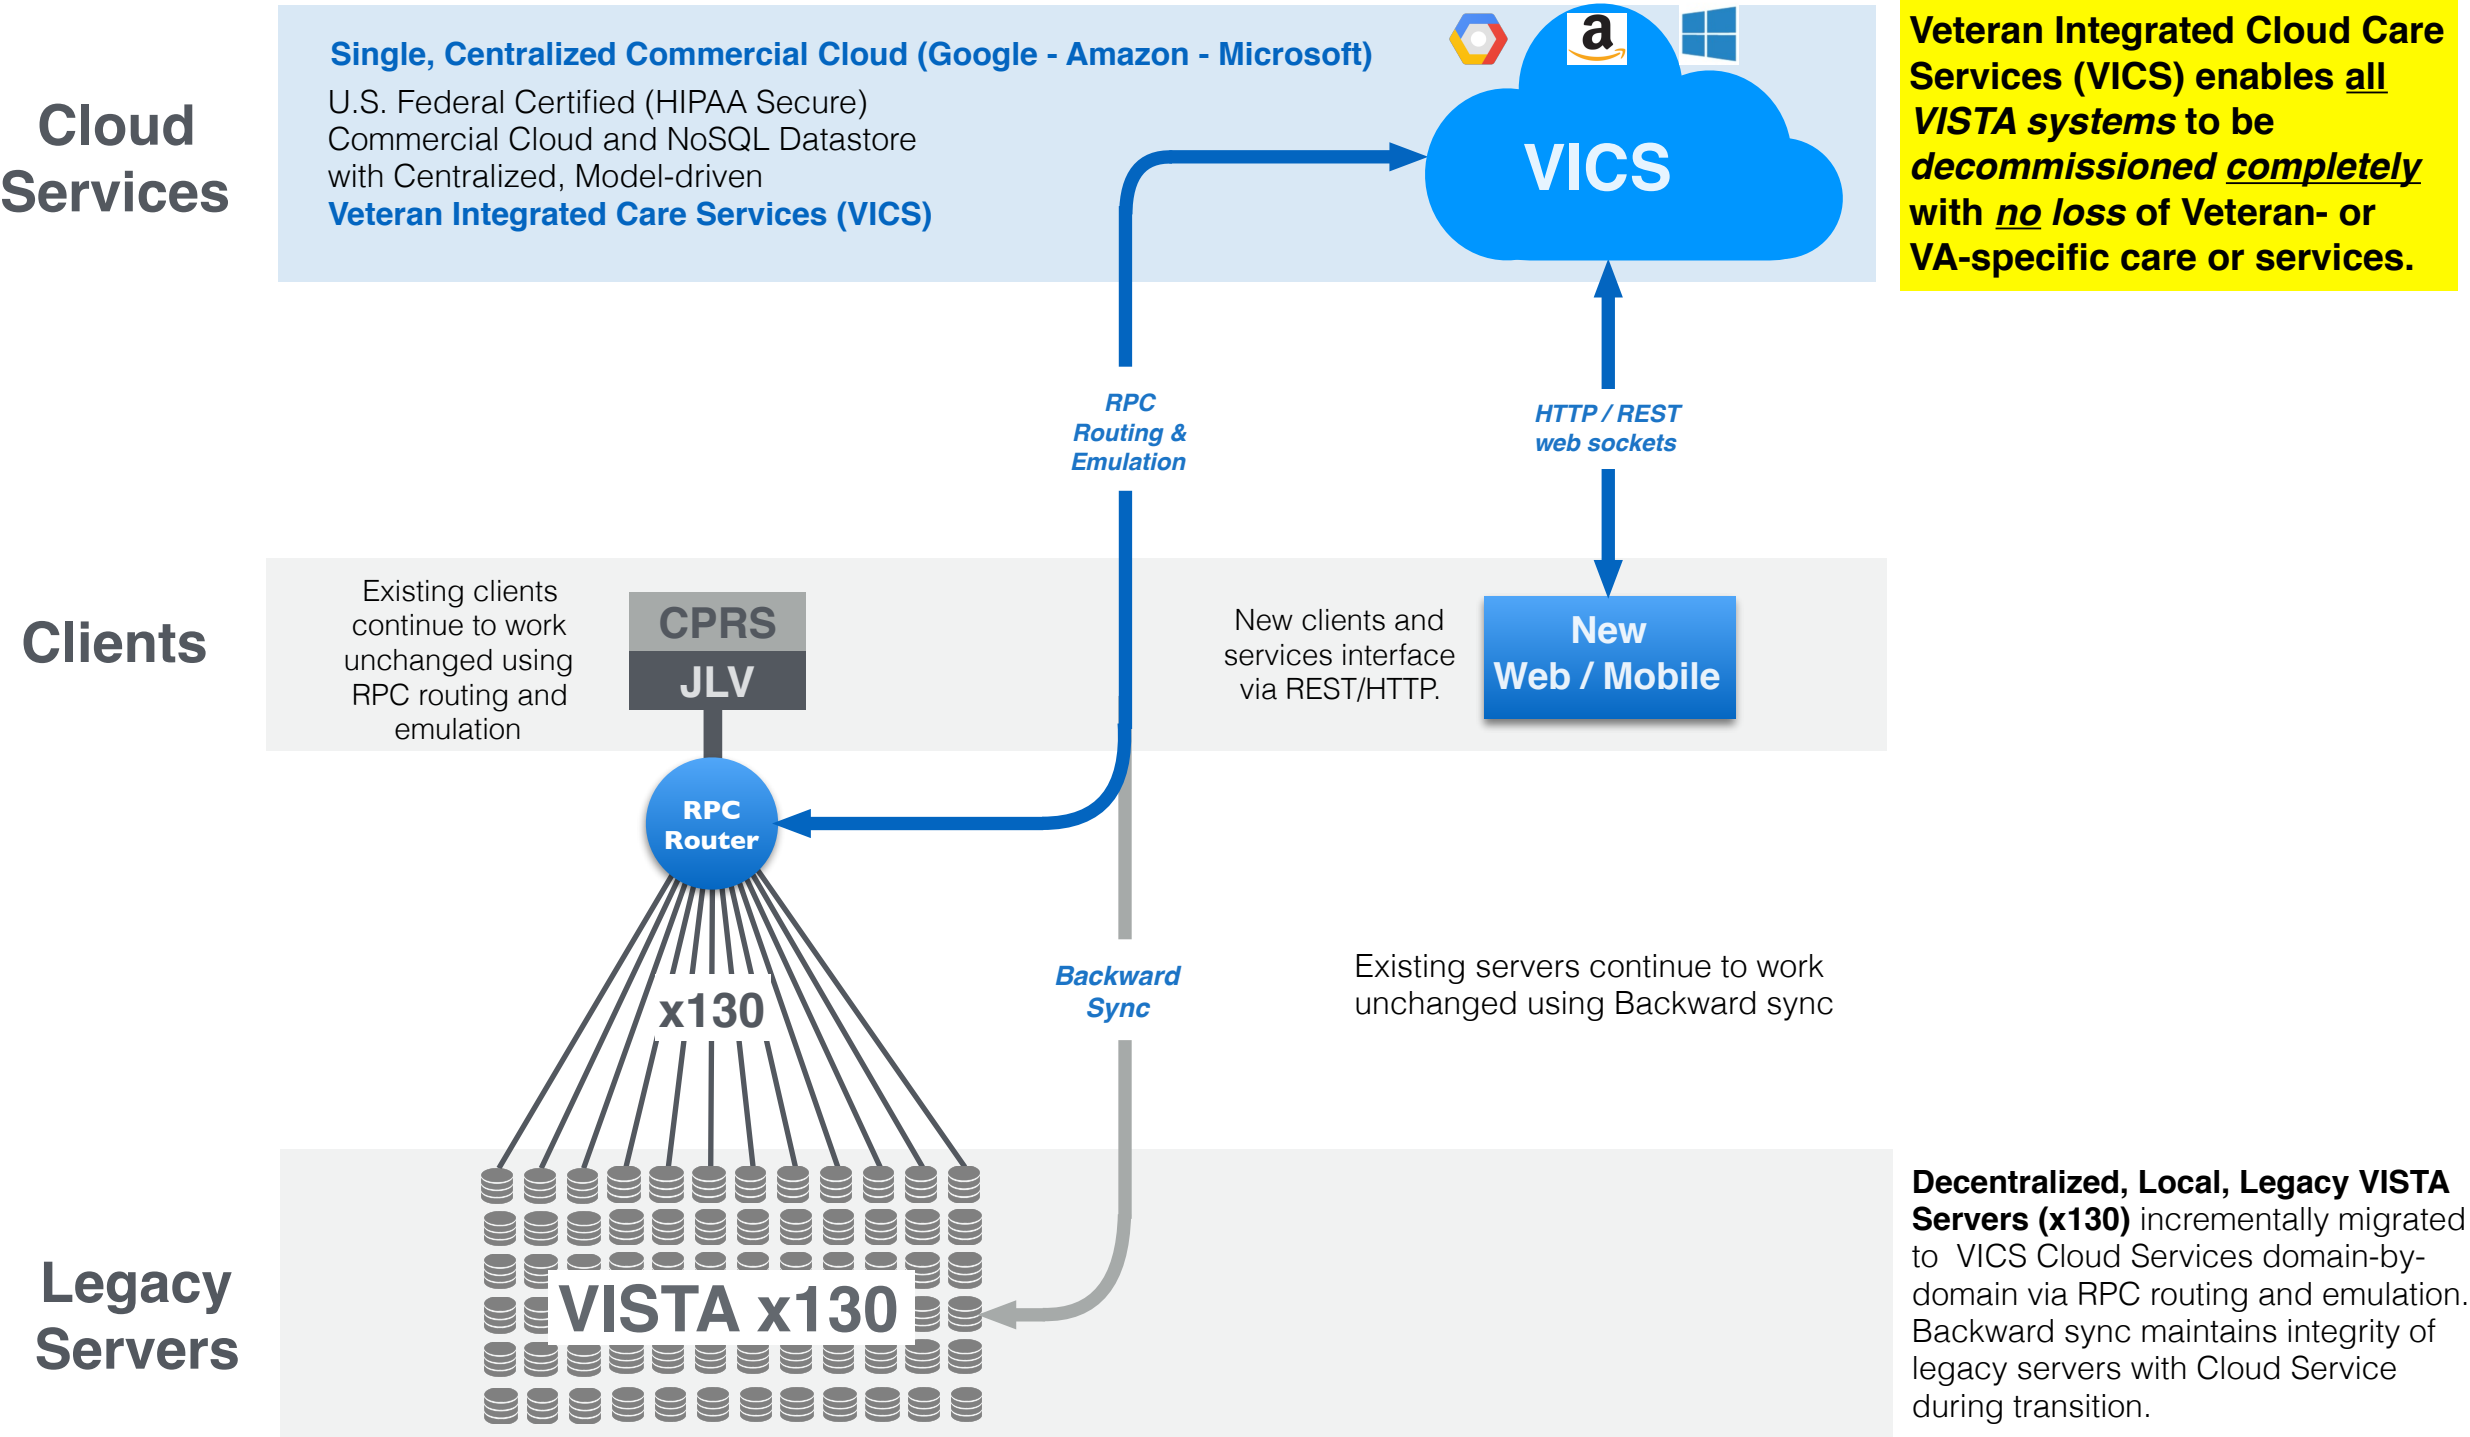 Cloud
Services
Single, Centralized Commercial Cloud (Google - Amazon - Microsoft)
U.S. Federal Certified (HIPAA Secure)
Commercial Cloud and NoSQL Datastore
with Centralized, Model-driven
Veteran Integrated Care Services (VICS)
a
VICS
Veteran Integrated Cloud Care
Services (VICS) enables all
VISTA systems to be
decommissioned completely
with no loss of Veteran- or
VA-specific care or services.
RPC
Routing &
Emulation
HTTP / REST
web sockets
Clients
Existing clients
continue to work
unchanged using
RPC routing and
emulation
CPRS
JLV
New clients and
services interface
via REST/HTTP.
New
Web / Mobile
RPC
Router
x130
Backward
Sync
Existing servers continue to work
unchanged using Backward sync
Legacy
Servers
VISTA x130
Decentralized, Local, Legacy VISTA
Servers (x130) incrementally migrated
to VICS Cloud Services domain-by-
domain via RPC routing and emulation.
Backward sync maintains integrity of
legacy servers with Cloud Service
during transition.